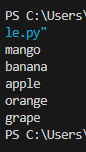 PS C:\Users\
le.py"
mango
banana
apple
orange
grape
PS C:\Users\